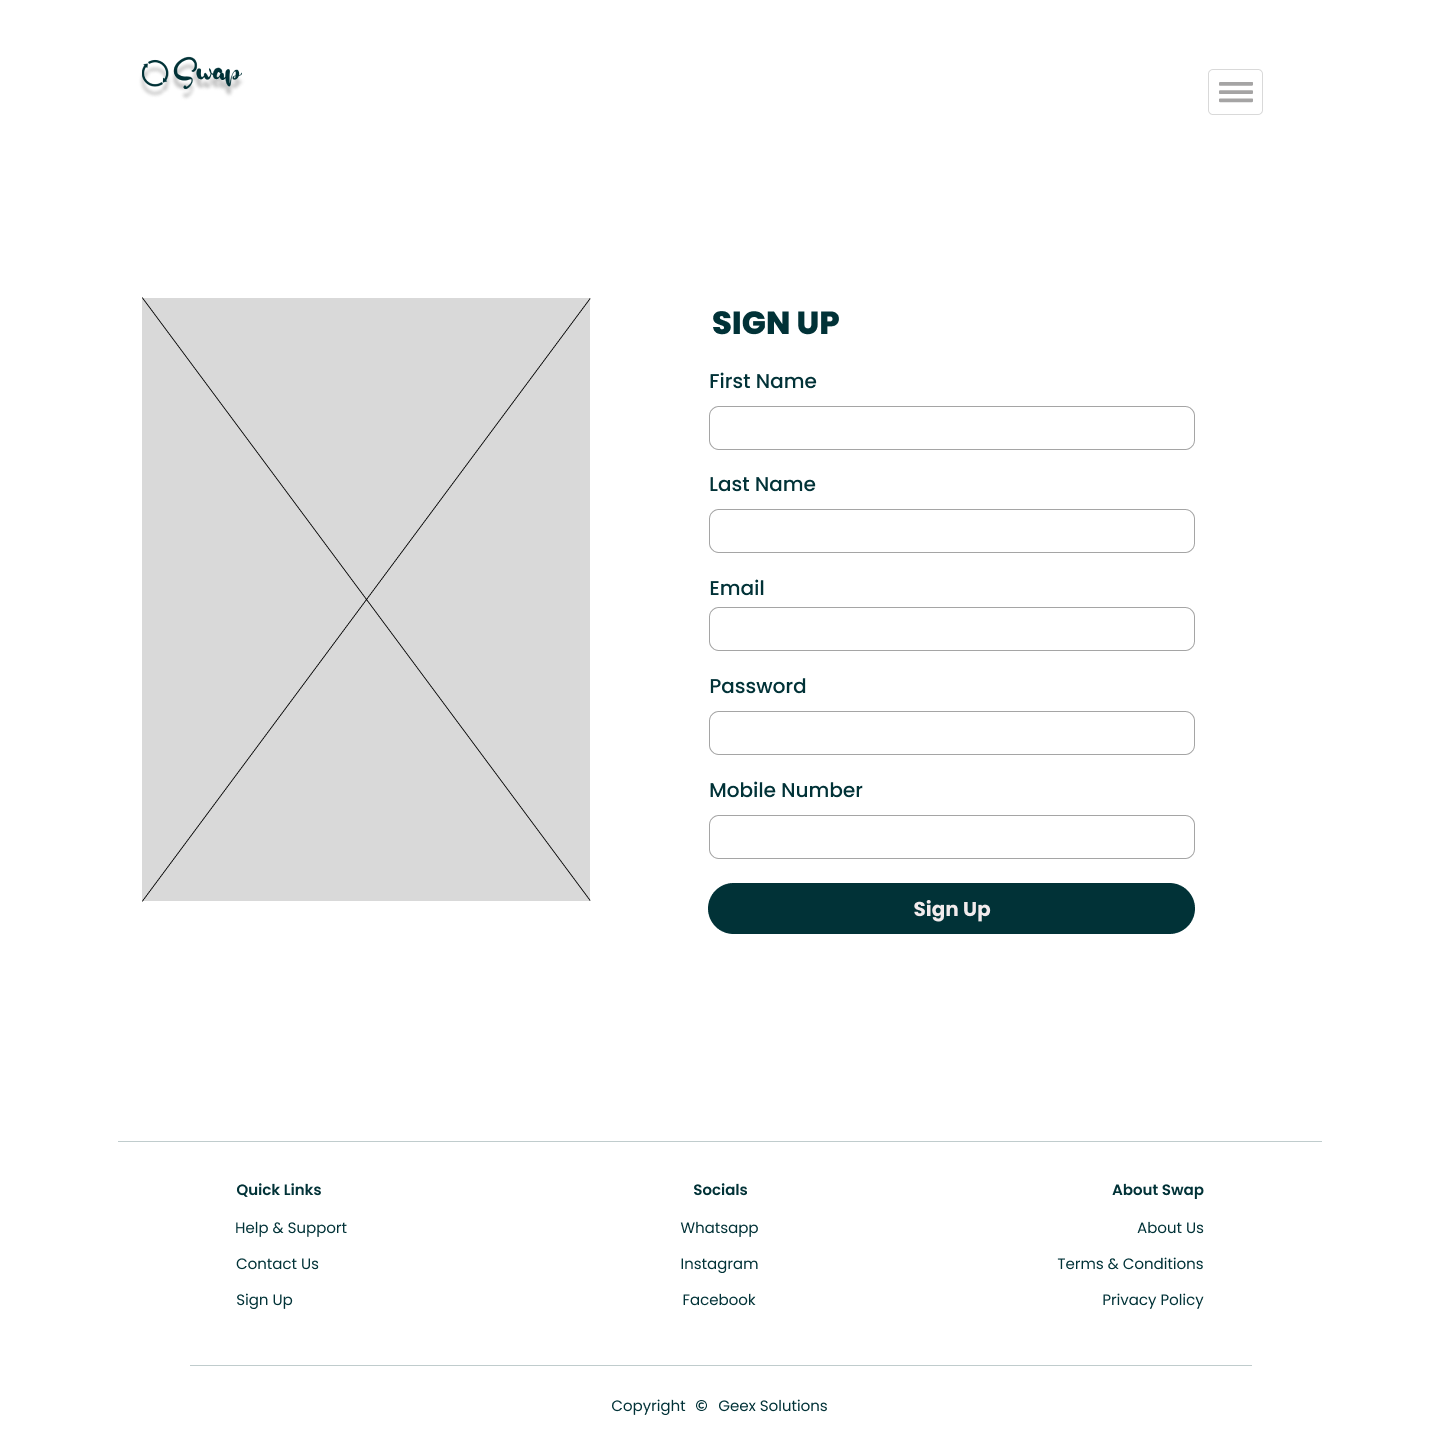 Swap
SIGN UP
First Name
Last Name
Email
Password
Mobile Number
Sign Up
Quick Links
Help & Support
Contact Us
Sign Up
Socials
Whatsapp
Instagram
Facebook
About Swap
About Us
Terms & Conditions
Privacy Policy
Copyright © Geex Solutions